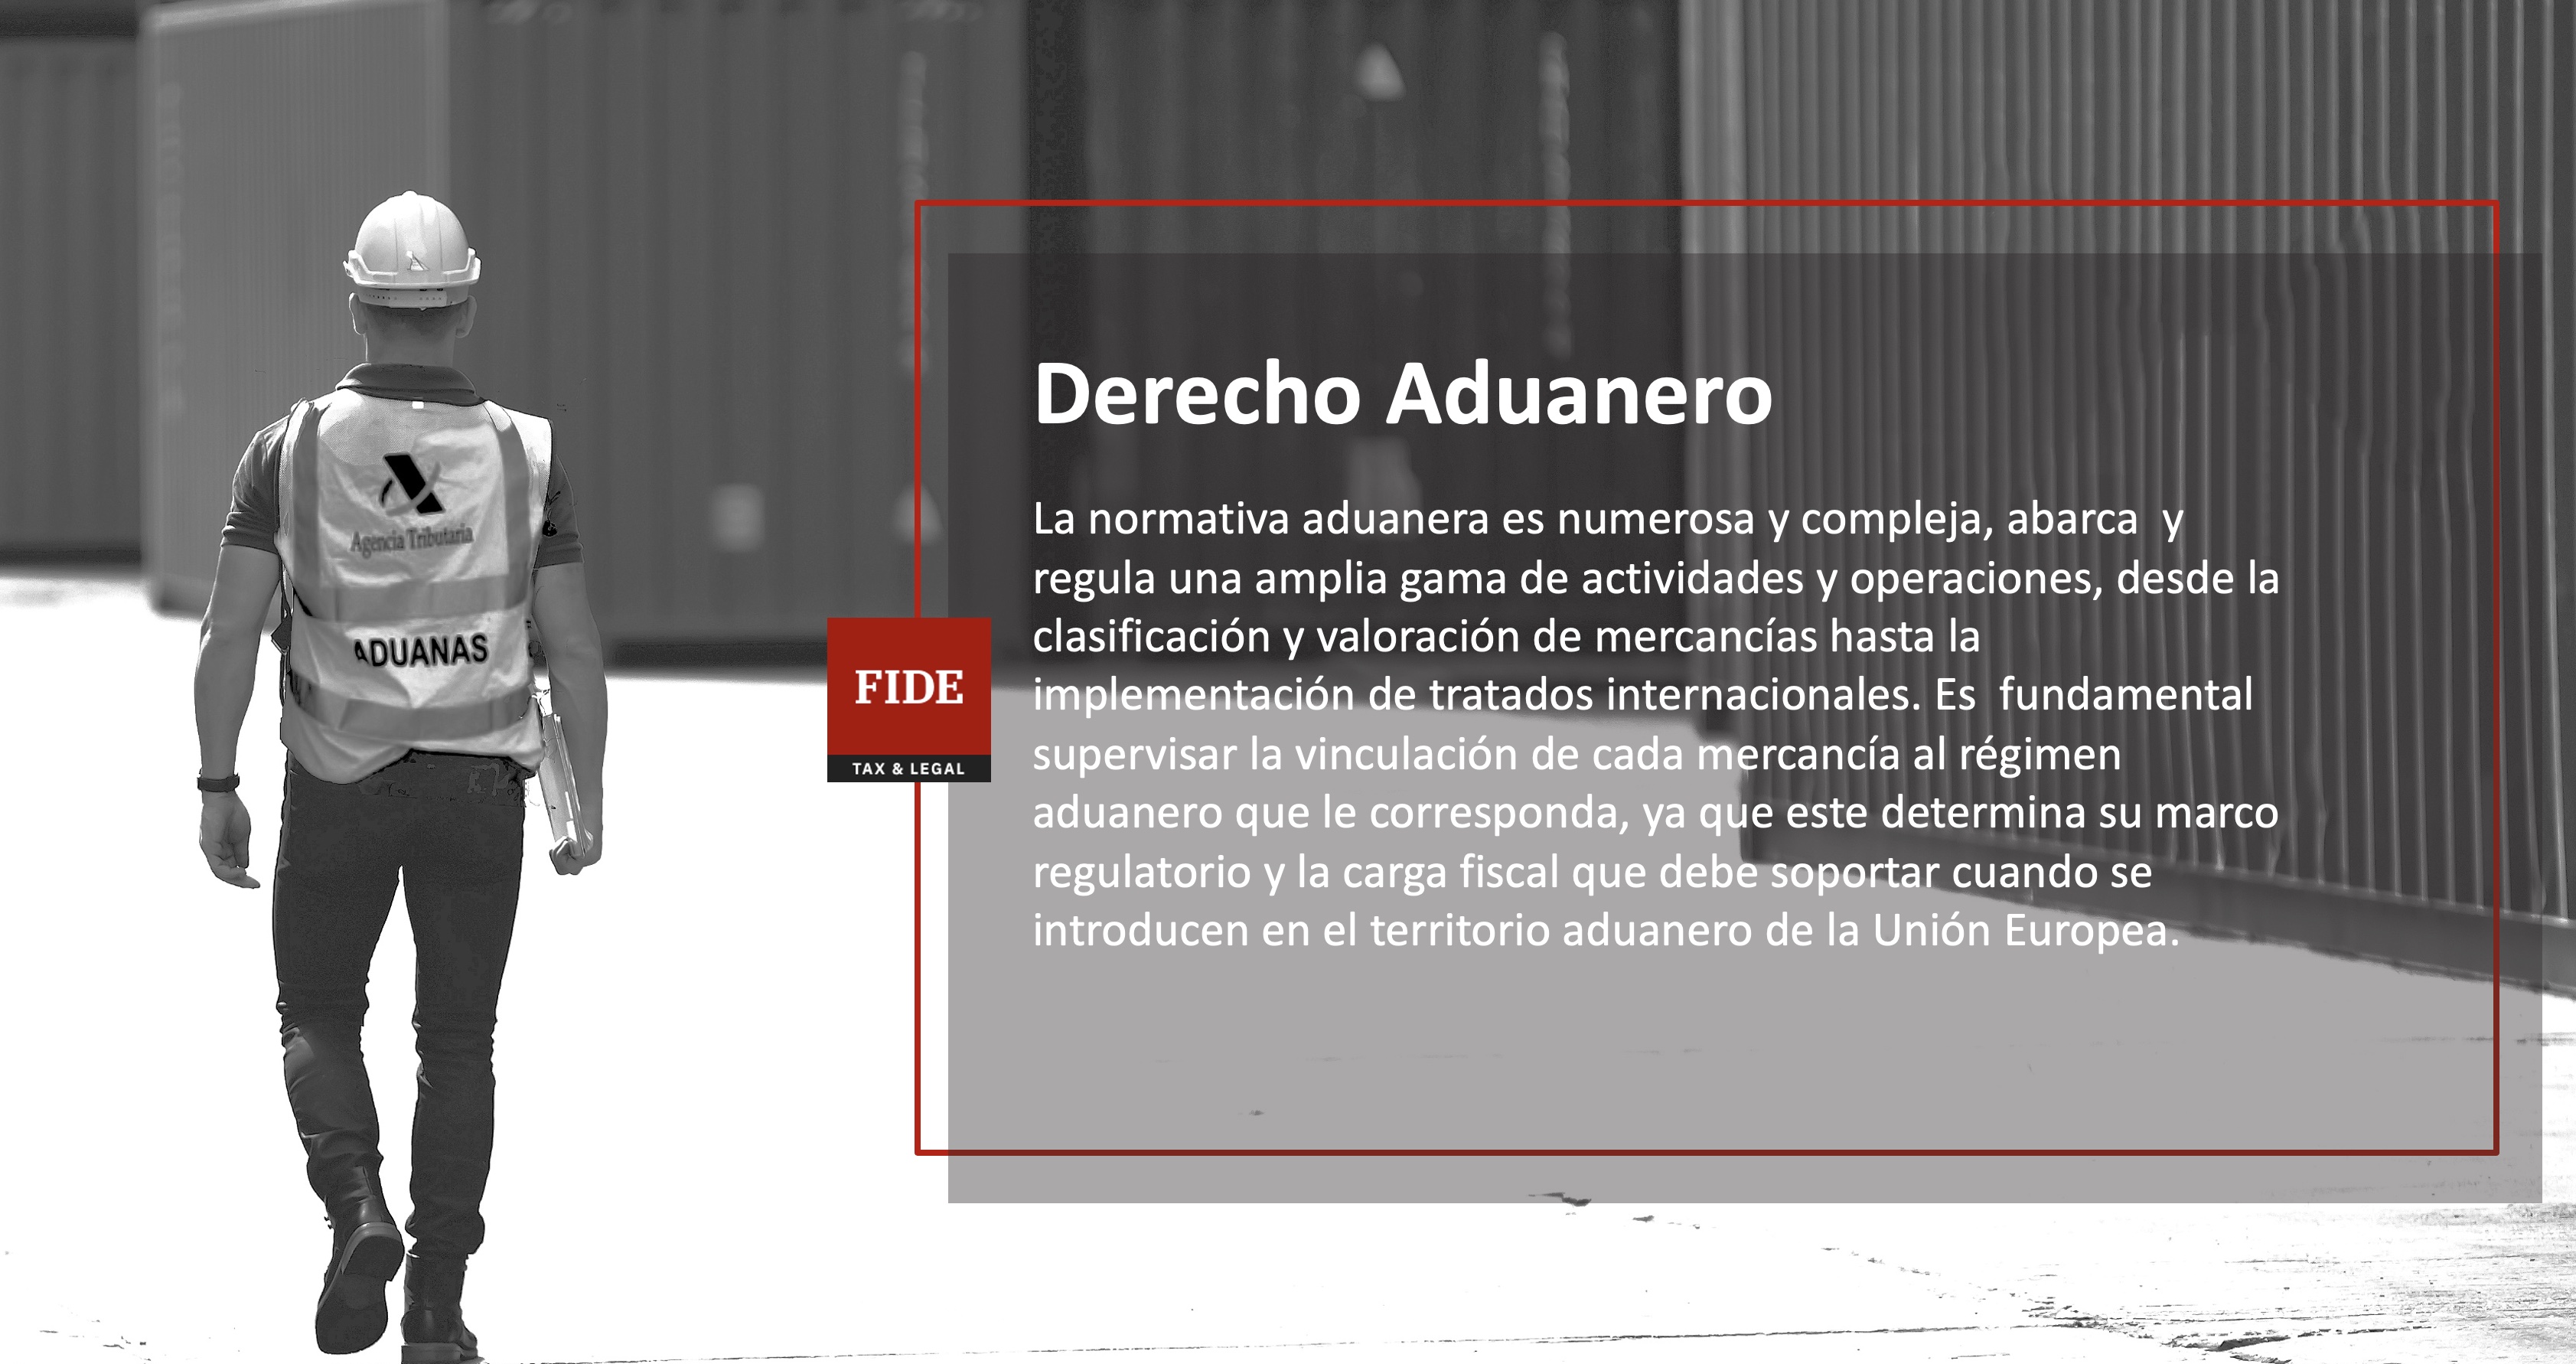 Agencia Tributaria
ADUANAS
FIDE
TAX & LEGAL
Derecho Aduanero
La normativa aduanera es numerosa y compleja, abarca  y
regula una amplia gama de actividades y operaciones, desde la
clasificación y valoración de mercancías hasta la
implementación de tratados internacionales. Es  fundamental
supervisar la vinculación de cada mercancía al régimen
aduanero que le corresponda, ya que este determina su marco
regulatorio y la carga fiscal que debe soportar cuando se
introducen en el territorio aduanero de la Unión Europea.